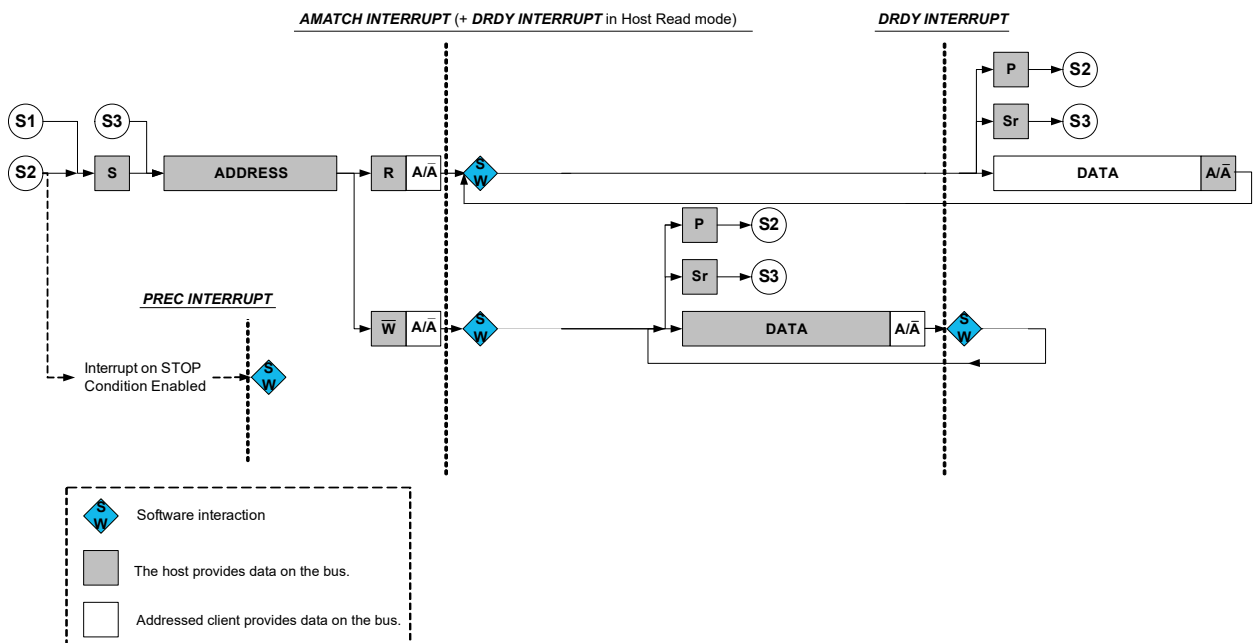 AMATCH INTERRUPT (+ DRDY INTERRUPT in Host Read mode)
DRDY INTERRUPT
P
S2
S1
S3
Sr
S3
S2
S
ADDRESS
R
A/A̅
S
W
DATA
A/A̅
P
S2
Sr
S3
PREC INTERRUPT
W̅
A/A̅
S
W
DATA
A/A̅
S
W
Interrupt on STOP
Condition Enabled
S
W
S
W
Software interaction
The host provides data on the bus.
Addressed client provides data on the bus.